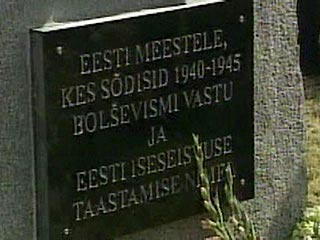 EESTI MEESTELE,
KES SÕDISID 1940-1945
BOLŠEVISMI VASTU
JA
EESTI ISESEISVUSE
TAASTAMISE NIMEL